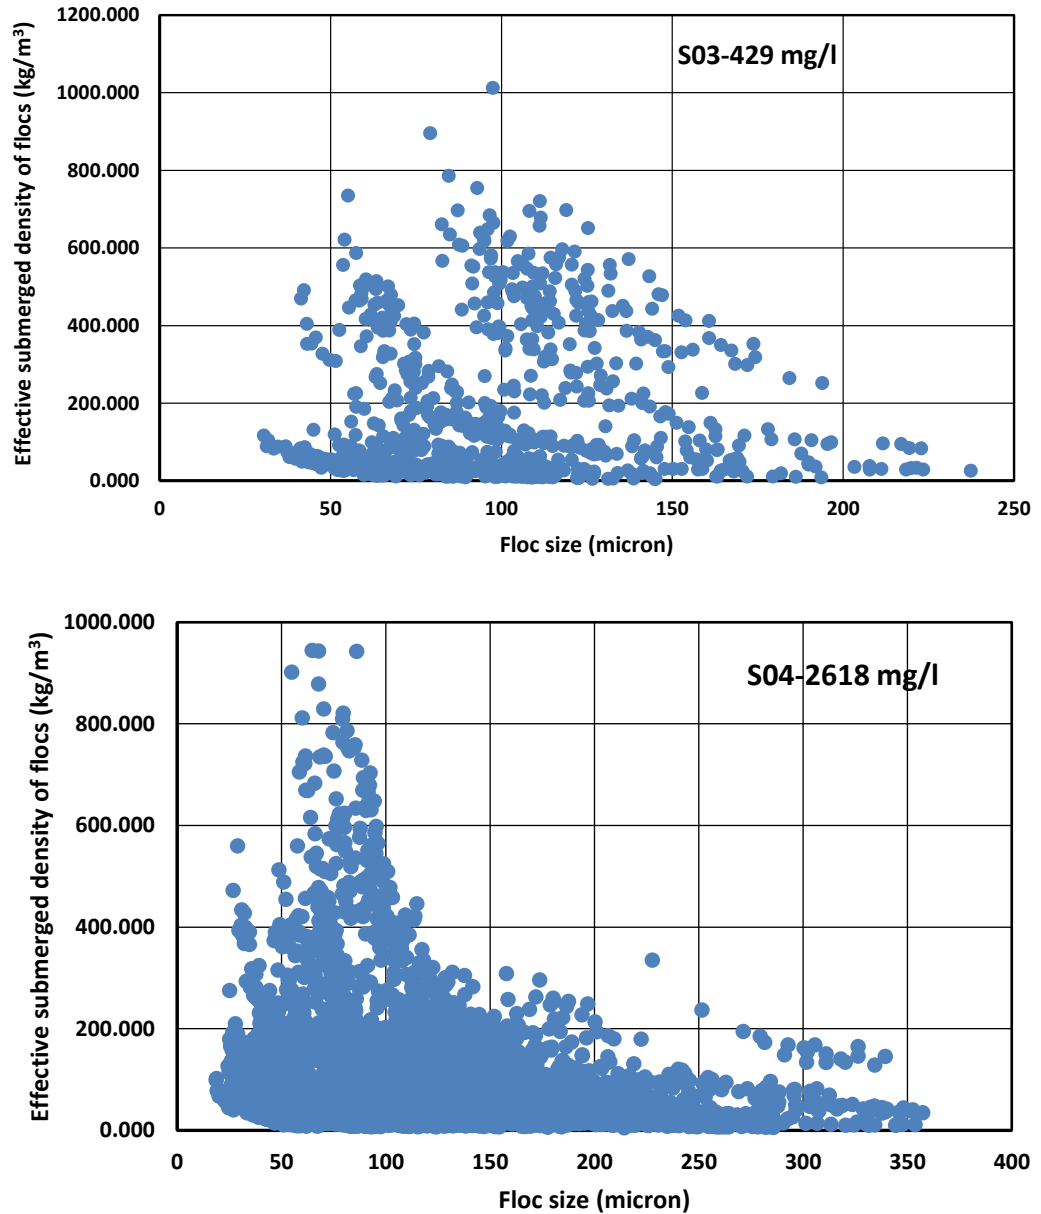 1200.000
1000.000
800.000
600.000
400.000
200.000
0.000
Effective submerged density of flocs (kg/m³)
S03-429 mg/l
0 50 100 150 200 250
Floc size (micron)
1000.000
800.000
600.000
400.000
200.000
0.000
Effective submerged density of flocs (kg/m³)
S04-2618 mg/l
0 50 100 150 200 250 300 350 400
Floc size (micron)